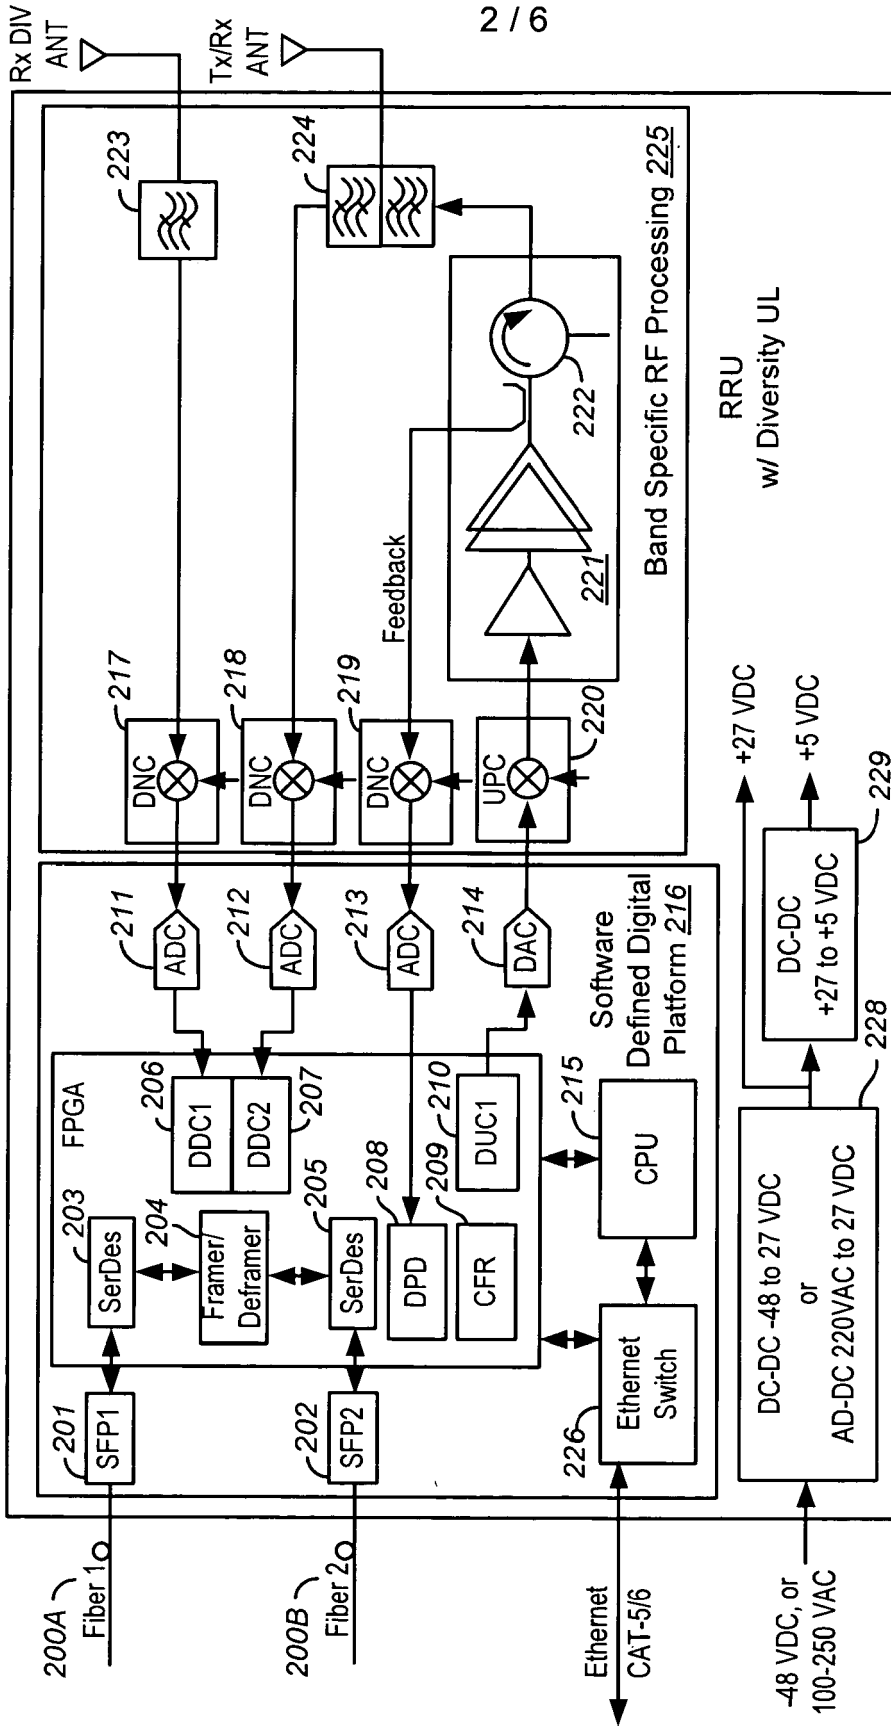 2 / 6
Rx DIV
ANT
Tx/Rx
ANT
223
224
Band Specific RF Processing 225
222
221
Feedback
217
DNC
218
DNC
219
DNC
220
UPC
RRU
w/ Diversity UL
211
ADC
212
ADC
213
ADC
214
DAC
Software
Defined Digital
Platform 216
FPGA
206
DDC1
DDC2
207
203
SerDes
204
Framer/
Deframer
205
SerDes
208
DPD
209
CFR
210
DUC1
215
CPU
226
Ethernet
Switch
201
SFP1
202
SFP2
200A
Fiber 1
200B
Fiber 2
Ethernet
CAT-5/6
-48 VDC, or
100-250 VAC
DC-DC -48 to 27 VDC
or
AD-DC 220VAC to 27 VDC
228
DC-DC
+27 to +5 VDC
229
+27 VDC
+5 VDC